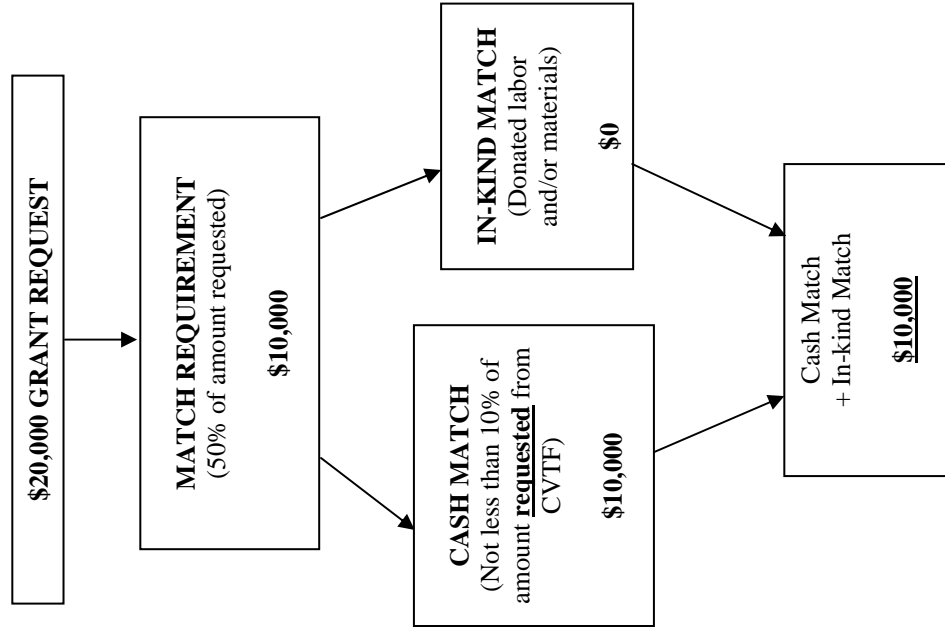 $20,000 GRANT REQUEST
MATCH REQUIREMENT
(50% of amount requested)
$10,000
CASH MATCH
(Not less than 10% of
amount requested from
CVTF)
$10,000
IN-KIND MATCH
(Donated labor
and/or materials)
$0
Cash Match
+ In-kind Match
$10,000